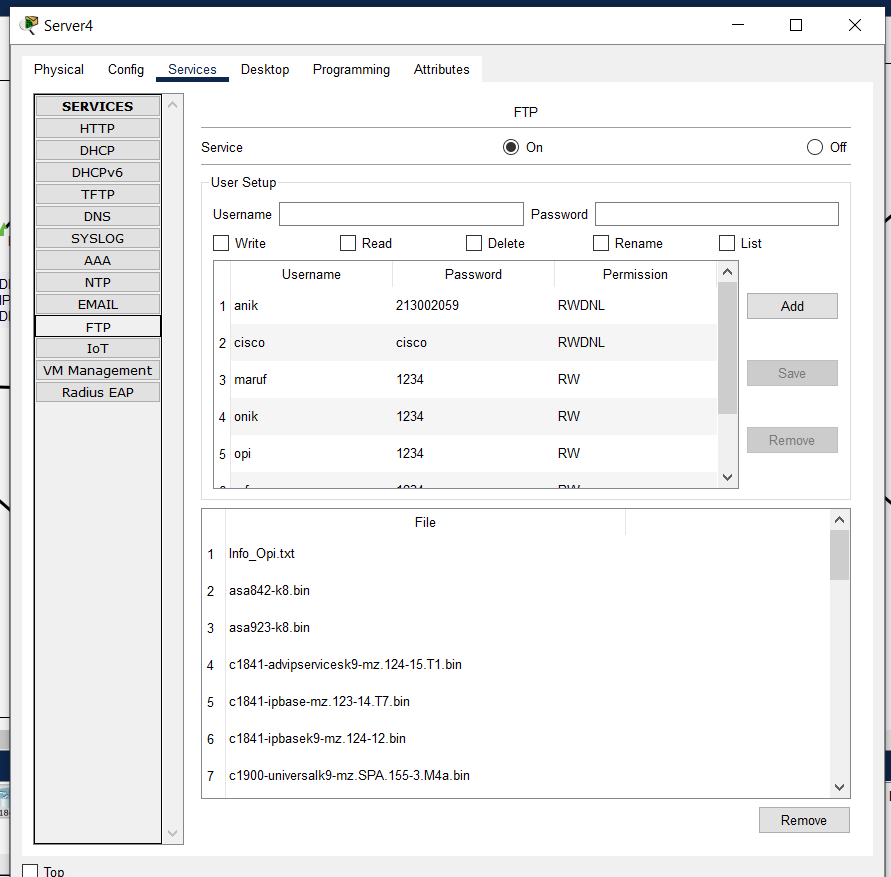 Server4
Physical Config Services Desktop Programming Attributes
SERVICES
HTTP
DHCP
DHCPv6
TFTP
DNS
SYSLOG
AAA
NTP
EMAIL
FTP
IoT
VM Management
Radius EAP
FTP
Service On Off
User Setup
Username Password
Write Read Delete Rename List
Username Password Permission
1 anik 213002059 RWDNL
2 cisco cisco RWDNL
3 maruf 1234 RW
4 onik 1234 RW
5 opi 1234 RW
Add
Save
Remove
File
1 Info_Opi.txt
2 asa842-k8.bin
3 asa923-k8.bin
4 c1841-advipservicesk9-mz.124-15.T1.bin
5 c1841-ipbase-mz.123-14.T7.bin
6 c1841-ipbasek9-mz.124-12.bin
7 c1900-universalk9-mz.SPA.155-3.M4a.bin
Remove
Top